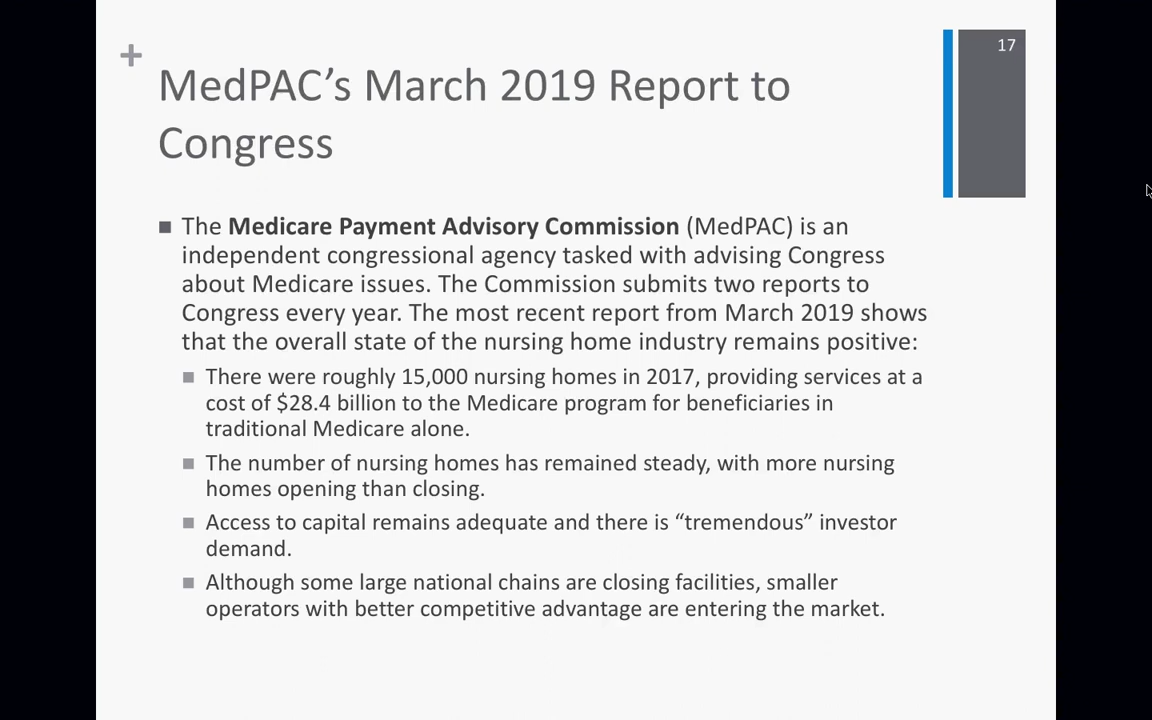 17
+
MedPAC’s March 2019 Report to
Congress
■ The Medicare Payment Advisory Commission (MedPAC) is an
independent congressional agency tasked with advising Congress
about Medicare issues. The Commission submits two reports to
Congress every year. The most recent report from March 2019 shows
that the overall state of the nursing home industry remains positive:
■ There were roughly 15,000 nursing homes in 2017, providing services at a
cost of $28.4 billion to the Medicare program for beneficiaries in
traditional Medicare alone.
■ The number of nursing homes has remained steady, with more nursing
homes opening than closing.
■ Access to capital remains adequate and there is “tremendous” investor
demand.
■ Although some large national chains are closing facilities, smaller
operators with better competitive advantage are entering the market.